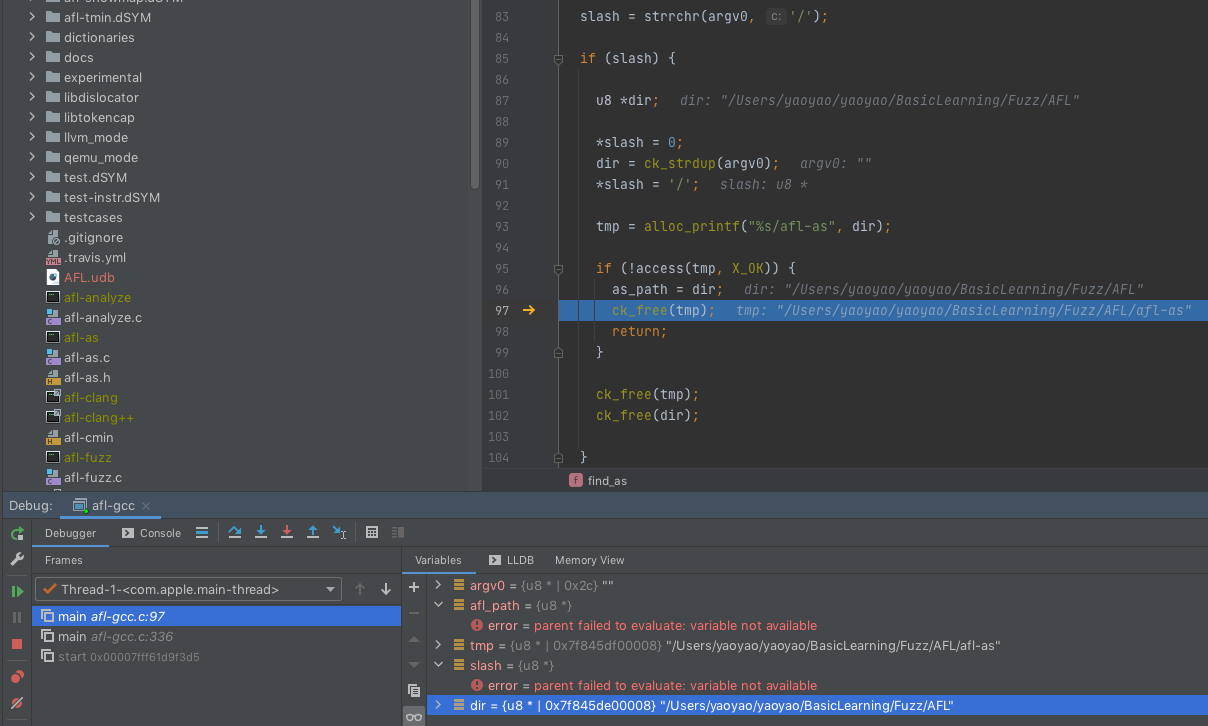 afl-tmin.dSYM
dictionaries
docs
experimental
libdislocator
libtokencap
llvm_mode
qemu_mode
test.dSYM
test-instr.dSYM
testcases
.gitignore
.travis.yml
AFL.udb
afl-analyze
afl-analyze.c
afl-as
afl-as.c
afl-as.h
afl-clang
afl-clang++
afl-cmin
afl-fuzz
afl-fuzz.c
83 slash = strrchr(argv0, c: '/');
84
85 if (slash) {
86
87 u8 *dir; dir: "/Users/yaoyao/yaoyao/BasicLearning/Fuzz/AFL"
88
89 *slash = 0;
90 dir = ck_strdup(argv0); argv0: ""
91 *slash = '/'; slash: u8 *
92
93 tmp = alloc_printf("%s/afl-as", dir);
94
95 if (!access(tmp, X_OK)) {
96 as_path = dir; dir: "/Users/yaoyao/yaoyao/BasicLearning/Fuzz/AFL"
97 ck_free(tmp); tmp: "/Users/yaoyao/yaoyao/BasicLearning/Fuzz/AFL/afl-as"
98 return;
99 }
100
101 ck_free(tmp);
102 ck_free(dir);
103
104 }
f find_as
Debug: afl-gcc
Debugger Console
Frames
Thread-1-<com.apple.main-thread>
main afl-gcc.c:97
main afl-gcc.c:336
start 0x00007fff61d9f3d5
Variables LLDB Memory View
argv0 = {u8 * | 0x2c} ""
afl_path = {u8 *}
error = parent failed to evaluate: variable not available
tmp = {u8 * | 0x7f845df00008} "/Users/yaoyao/yaoyao/BasicLearning/Fuzz/AFL/afl-as"
slash = {u8 *}
error = parent failed to evaluate: variable not available
dir = {u8 * | 0x7f845de00008} "/Users/yaoyao/yaoyao/BasicLearning/Fuzz/AFL"